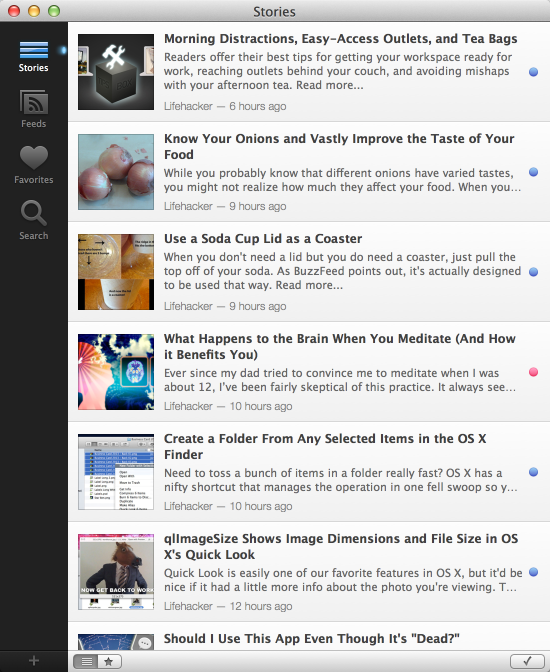 Stories
Stories
Feeds
Favorites
Search
Morning Distractions, Easy-Access Outlets, and Tea Bags
Readers offer their best tips for getting your workspace ready for
work, reaching outlets behind your couch, and avoiding mishaps
with your afternoon tea. Read more...
Lifehacker — 6 hours ago
Know Your Onions and Vastly Improve the Taste of Your
Food
While you probably know that different onions have varied tastes,
you might not realize how much they affect your food. When you...
Lifehacker — 9 hours ago
Use a Soda Cup Lid as a Coaster
When you don't need a lid but you do need a coaster, just pull the
top off of your soda. As BuzzFeed points out, it's actually designed
to be used that way. Read more...
Lifehacker — 9 hours ago
What Happens to the Brain When You Meditate (And How
it Benefits You)
Ever since my dad tried to convince me to meditate when I was
about 12, I've been fairly skeptical of this practice. It always see...
Lifehacker — 10 hours ago
Create a Folder From Any Selected Items in the OS X
Finder
Need to toss a bunch of items in a folder really fast? OS X has a
nifty shortcut that manages the operation in one fell swoop so y...
Lifehacker — 10 hours ago
NOW GET BACK TO WORK
qlImageSize Shows Image Dimensions and File Size in OS
X's Quick Look
Quick Look is easily one of our favorite features in OS X, but it'd be
nice if it had a little more info about the photo you're viewing. T...
Lifehacker — 12 hours ago
Should I Use This App Even Though It's "Dead?"